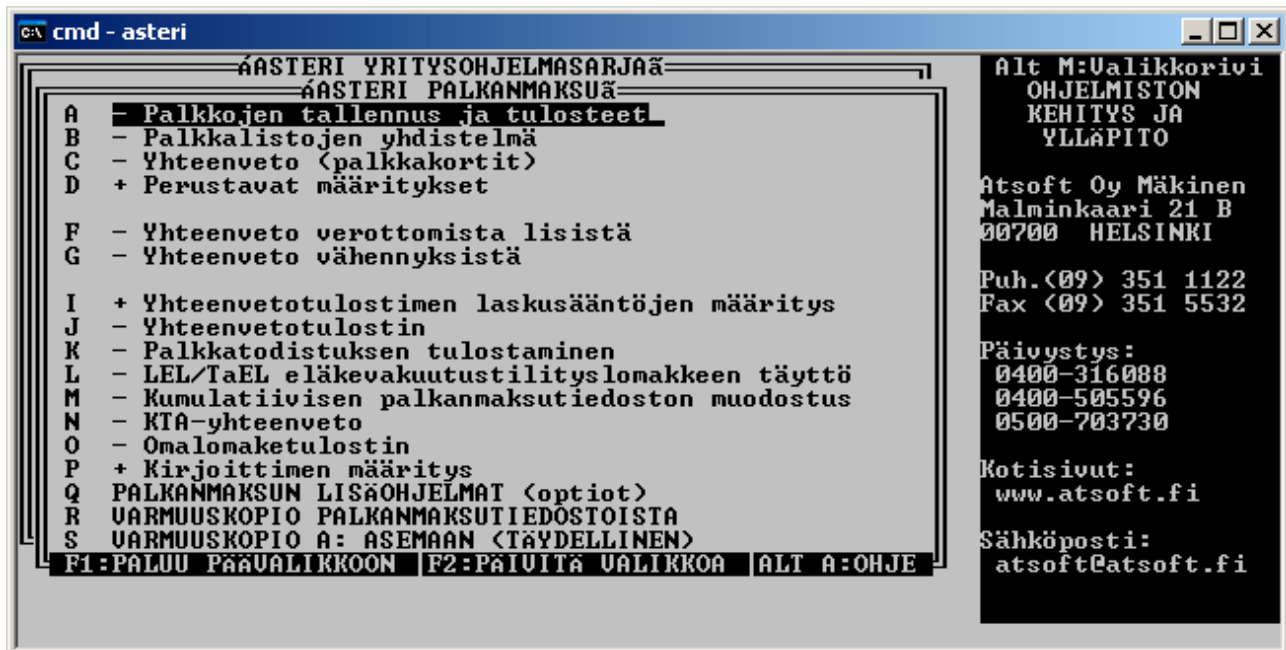 cmd - asteri
áASTERI YRITYSOHJELMASARJAã
áASTERI PALKANMAKSUã
A - Palkkojen tallennus ja tulosteet
B - Palkkalistojen yhdistelmä
C - Yhteenveto (palkkakortit)
D + Perustavat määritykset
F - Yhteenveto verottomista lisistä
G - Yhteenveto vähennyksistä
I + Yhteenvetotulostimen laskusääntöjen määritys
J - Yhteenvetotulostin
K - Palkkatodistuksen tulostaminen
L - LEL/TaEL eläkevakuutustilityslomakkeen täyttö
M - Kumulatiivisen palkanmaksutiedoston muodostus
N - KTA-yhteenveto
O - Omalomaketulostin
P + Kirjoittimen määritys
Q PALKANMAKSUN LISÄOHJELMAT (optiot)
R VARMUUSKOPIO PALKANMAKSUTIEDOSTOISTA
S VARMUUSKOPIO A: ASEMAAN (TÄYDELLINEN)
F1:PALUU PÄÄVALIKKOON |F2:PÄIVITÄ VALIKKOA |ALT A:OHJE
Alt M:Valikkorivi
OHJELMISTON
KEHITYS JA
YLLÄPITO
Atsoft Oy Mäkinen
Malminkaari 21 B
00700 HELSINKI
Puh.(09) 351 1122
Fax (09) 351 5532
Päivystys:
0400-316088
0400-505596
0500-703730
Kotisivut:
www.atsoft.fi
Sähköposti:
atsoft@atsoft.fi